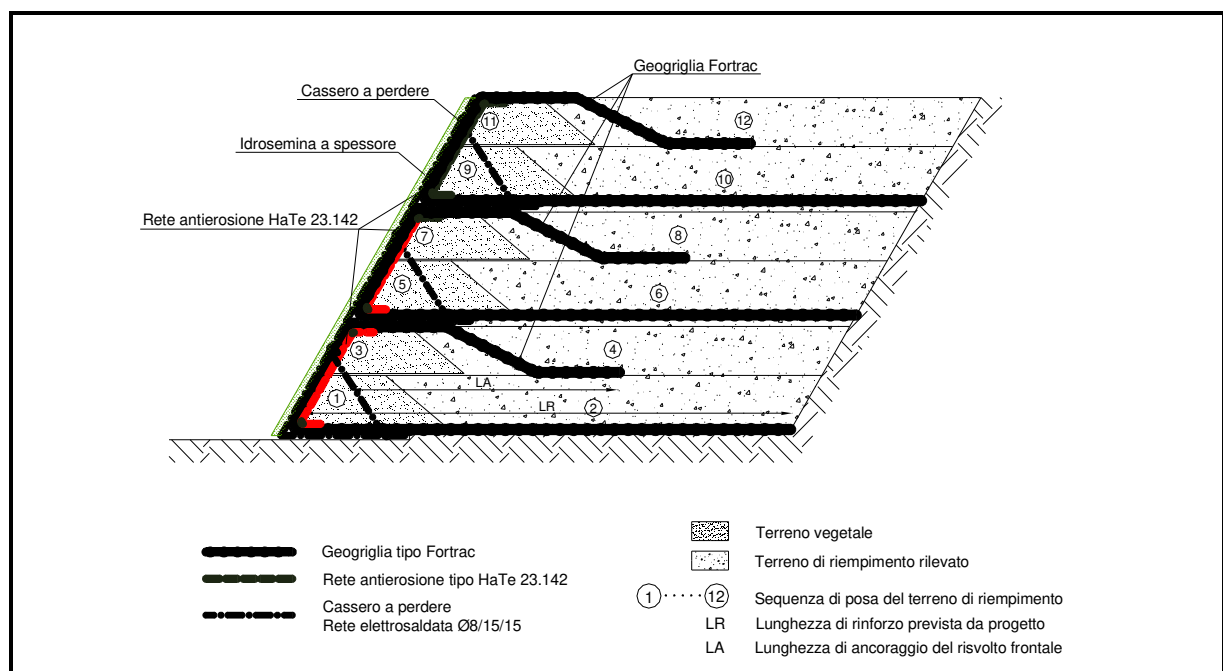 Geogriglia Fortrac
Cassero a perdere
11
12
Idrosemina a spessore
9
10
Rete antierosione HaTe 23.142
7
8
5
6
3
4
LA
1
LR
2
Geogriglia tipo Fortrac
Rete antierosione tipo HaTe 23.142
Cassero a perdere
Rete elettrosaldata Ø8/15/15
Terreno vegetale
Terreno di riempimento rilevato
1 12 Sequenza di posa del terreno di riempimento
LR Lunghezza di rinforzo prevista da progetto
LA Lunghezza di ancoraggio del risvolto frontale